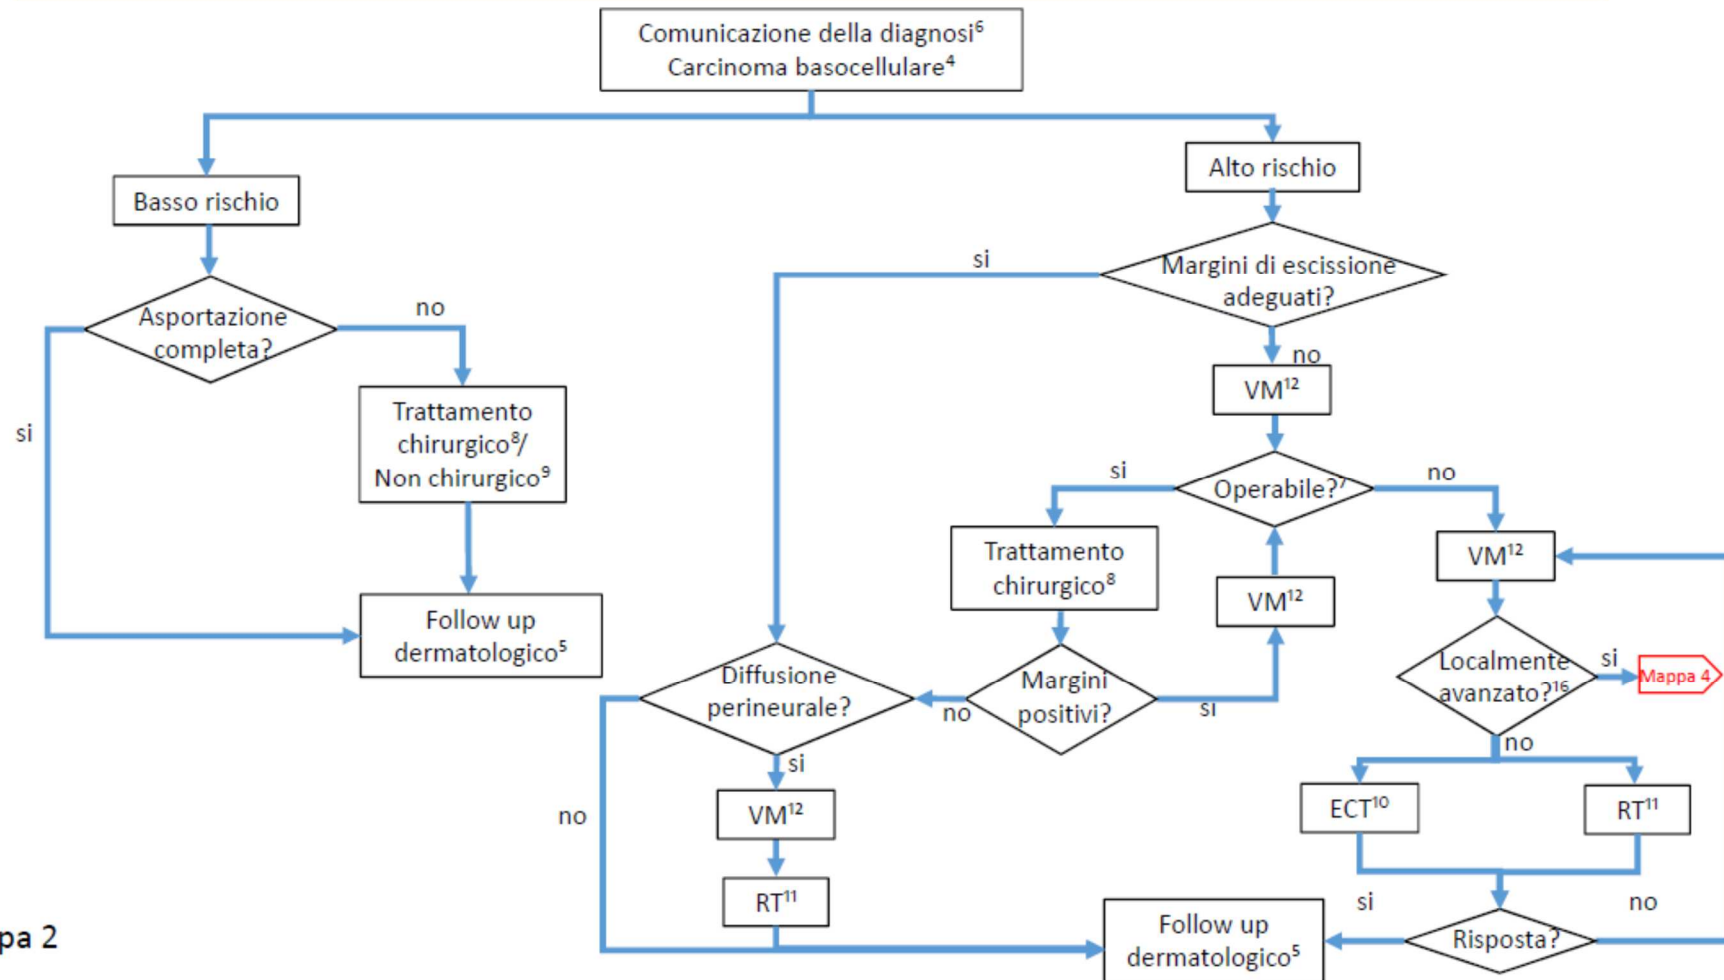 Comunicazione della diagnosi⁶
Carcinoma basocellulare⁴
Basso rischio
Alto rischio
Asportazione
completa?
si
no
Trattamento
chirurgico⁸/
Non chirurgico⁹
Follow up
dermatologico⁵
Margini di escissione
adeguati?
si
no
VM¹²
Operabile?⁷
si
no
Trattamento
chirurgico⁸
VM¹²
VM¹²
Margini
positivi?
no
si
Diffusione
perineurale?
si
no
VM¹²
RT¹¹
Localmente
avanzato?¹⁶
si
Mappa 4
no
ECT¹⁰
RT¹¹
Risposta?
si
no
Follow up
dermatologico⁵
pa 2